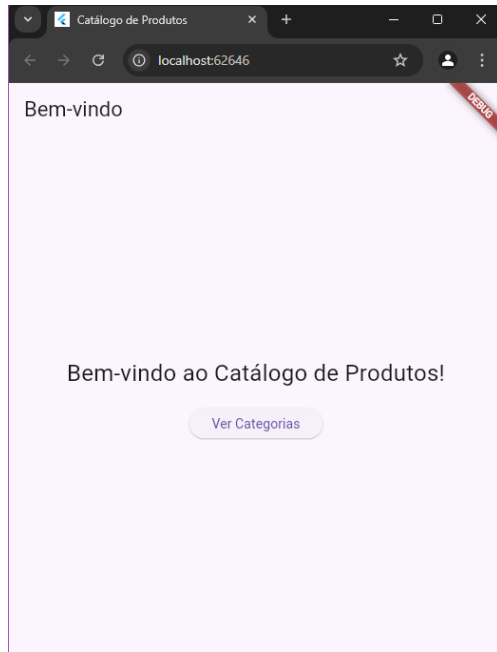 Catálogo de Produtos
localhost:62646
Bem-vindo
DEBUG
Bem-vindo ao Catálogo de Produtos!
Ver Categorias